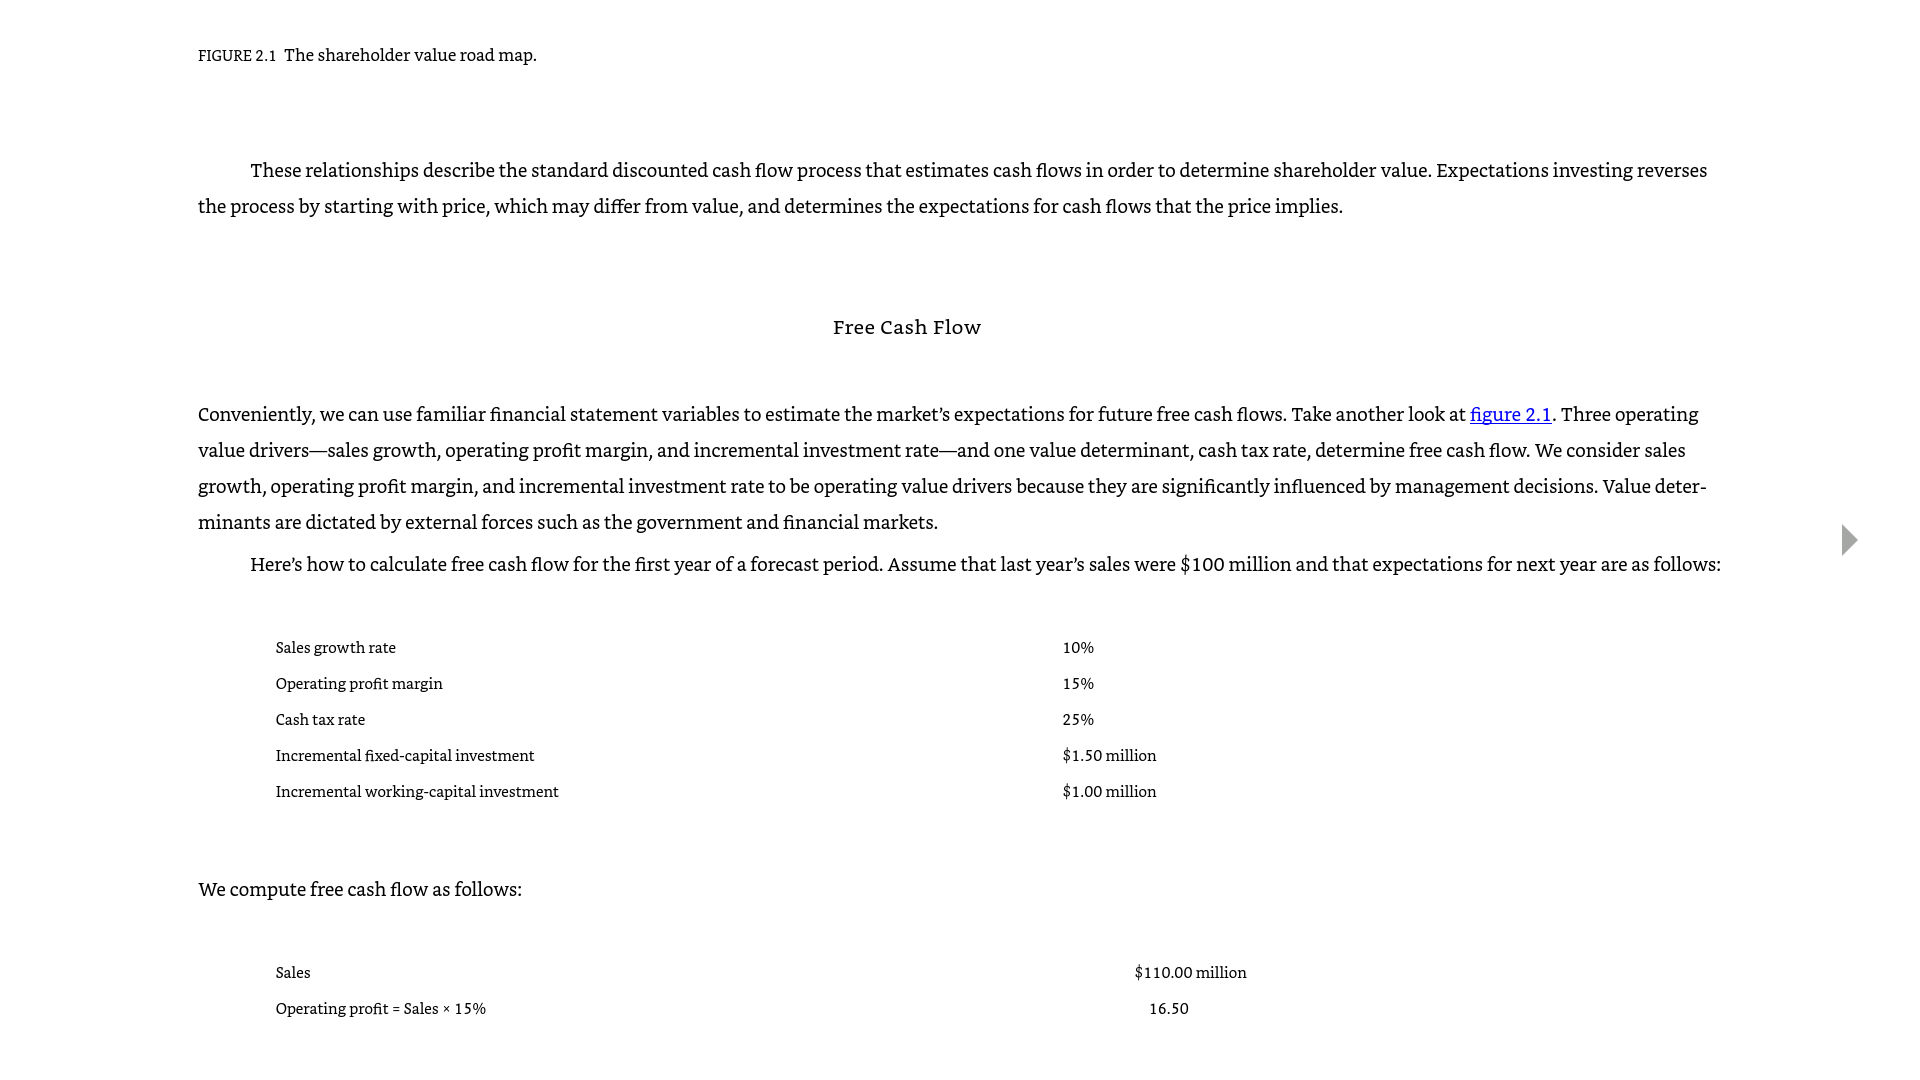 FIGURE 2.1 The shareholder value road map.
These relationships describe the standard discounted cash flow process that estimates cash flows in order to determine shareholder value. Expectations investing reverses
the process by starting with price, which may differ from value, and determines the expectations for cash flows that the price implies.
Free Cash Flow
Conveniently, we can use familiar financial statement variables to estimate the market’s expectations for future free cash flows. Take another look at figure 2.1. Three operating
value drivers—sales growth, operating profit margin, and incremental investment rate—and one value determinant, cash tax rate, determine free cash flow. We consider sales
growth, operating profit margin, and incremental investment rate to be operating value drivers because they are significantly influenced by management decisions. Value deter-
minants are dictated by external forces such as the government and financial markets.
Here’s how to calculate free cash flow for the first year of a forecast period. Assume that last year’s sales were $100 million and that expectations for next year are as follows:
Sales growth rate 10%
Operating profit margin 15%
Cash tax rate 25%
Incremental fixed-capital investment $1.50 million
Incremental working-capital investment $1.00 million
We compute free cash flow as follows:
Sales $110.00 million
Operating profit = Sales × 15% 16.50